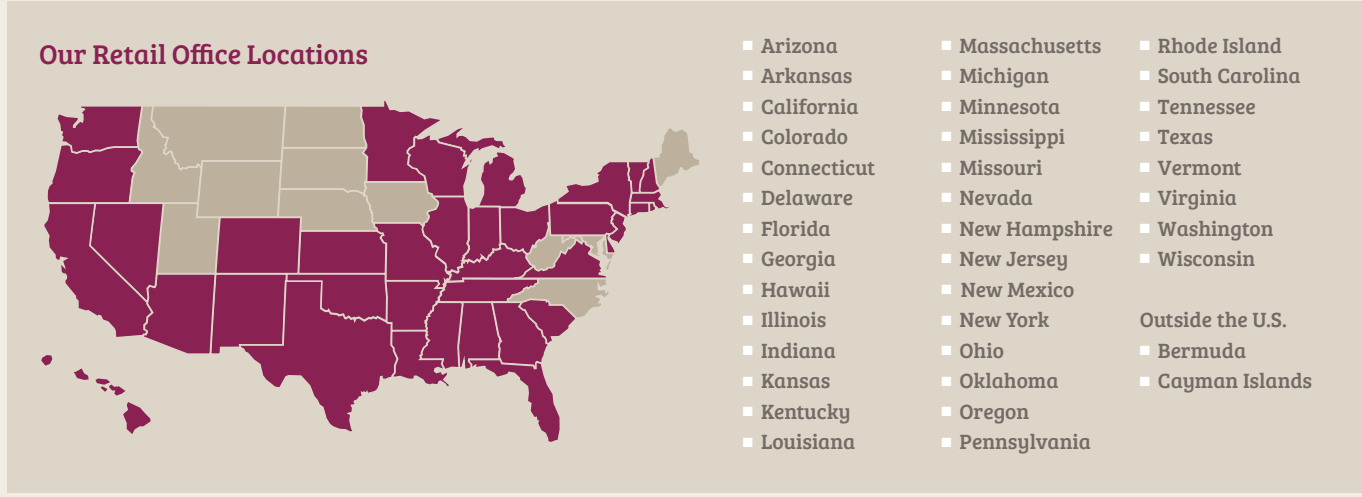 Our Retail Office Locations
Arizona
Arkansas
California
Colorado
Connecticut
Delaware
Florida
Georgia
Hawaii
Illinois
Indiana
Kansas
Kentucky
Louisiana
Massachusetts
Michigan
Minnesota
Mississippi
Missouri
Nevada
New Hampshire
New Jersey
New Mexico
New York
Ohio
Oklahoma
Oregon
Pennsylvania
Rhode Island
South Carolina
Tennessee
Texas
Vermont
Virginia
Washington
Wisconsin
Outside the U.S.
Bermuda
Cayman Islands